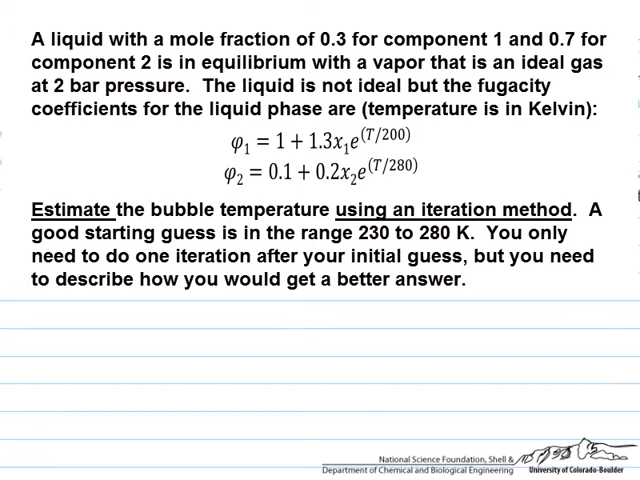 A liquid with a mole fraction of 0.3 for component 1 and 0.7 for
component 2 is in equilibrium with a vapor that is an ideal gas
at 2 bar pressure. The liquid is not ideal but the fugacity
coefficients for the liquid phase are (temperature is in Kelvin):
φ₁ = 1 + 1.3x₁e^(T/200)
φ₂ = 0.1 + 0.2x₂e^(T/280)
Estimate the bubble temperature using an iteration method. A
good starting guess is in the range 230 to 280 K. You only
need to do one iteration after your initial guess, but you need
to describe how you would get a better answer.
National Science Foundation, Shell &
Department of Chemical and Biological Engineering
University of Colorado-Boulder